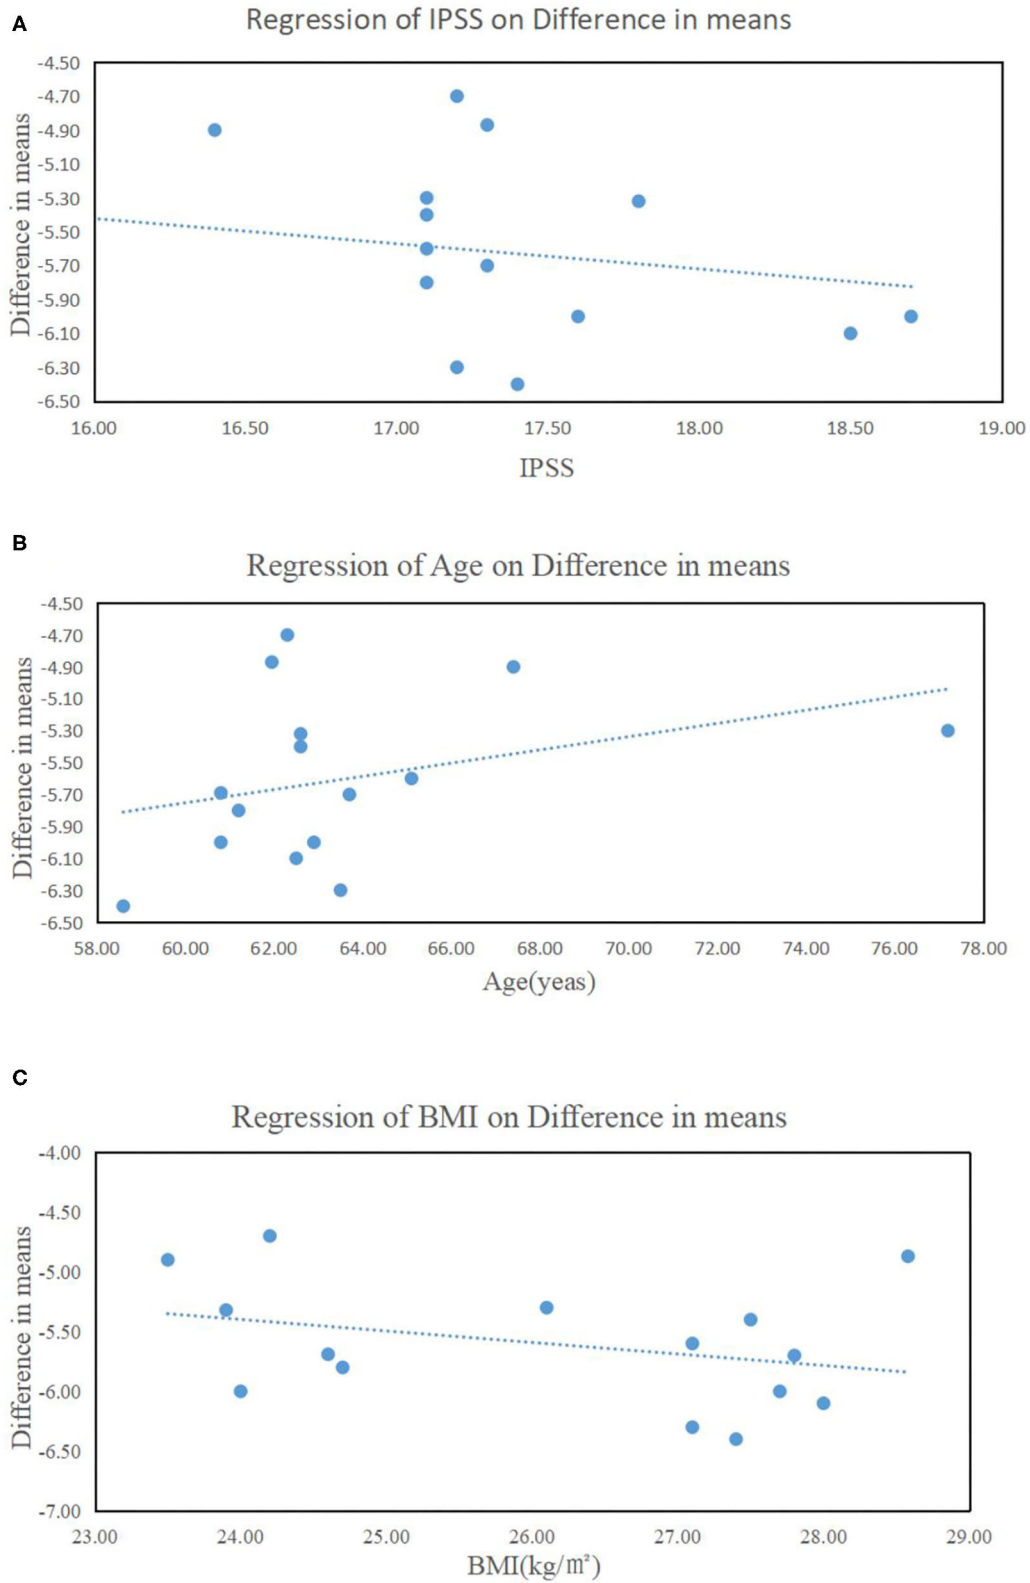 A
Regression of IPSS on Difference in means
Difference in means
-4.50
-4.70
-4.90
-5.10
-5.30
-5.50
-5.70
-5.90
-6.10
-6.30
-6.50
16.00 16.50 17.00 17.50 18.00 18.50 19.00
IPSS
B
Regression of Age on Difference in means
Difference in means
-4.50
-4.70
-4.90
-5.10
-5.30
-5.50
-5.70
-5.90
-6.10
-6.30
-6.50
58.00 60.00 62.00 64.00 66.00 68.00 70.00 72.00 74.00 76.00 78.00
Age(yeas)
C
Regression of BMI on Difference in means
Difference in means
-4.00
-4.50
-5.00
-5.50
-6.00
-6.50
-7.00
23.00 24.00 25.00 26.00 27.00 28.00 29.00
BMI(kg/㎡)